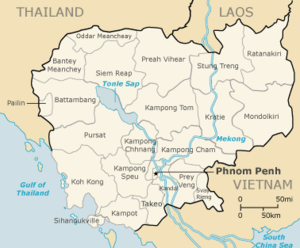 THAILAND
LAOS
Oddar Meanchey
Ratanakiri
Preah Vihear
Stung Treng
Bantey
Meanchey
Siem Reap
Tonle Sap
Pailin
Battambang
Kampong Tom
Kratie
Mondolkiri
Pursat
Kampong
Chhnang
Mekong
Kampong Cham
Kampong
Speu
Phnom Penh
Gulf of
Thailand
Koh Kong
Prey
Veng
VIETNAM
Kandal
Svay
Rieng
Takeo
Kampot
Sihanoukville
0
50km
0
50mi
South
China Sea